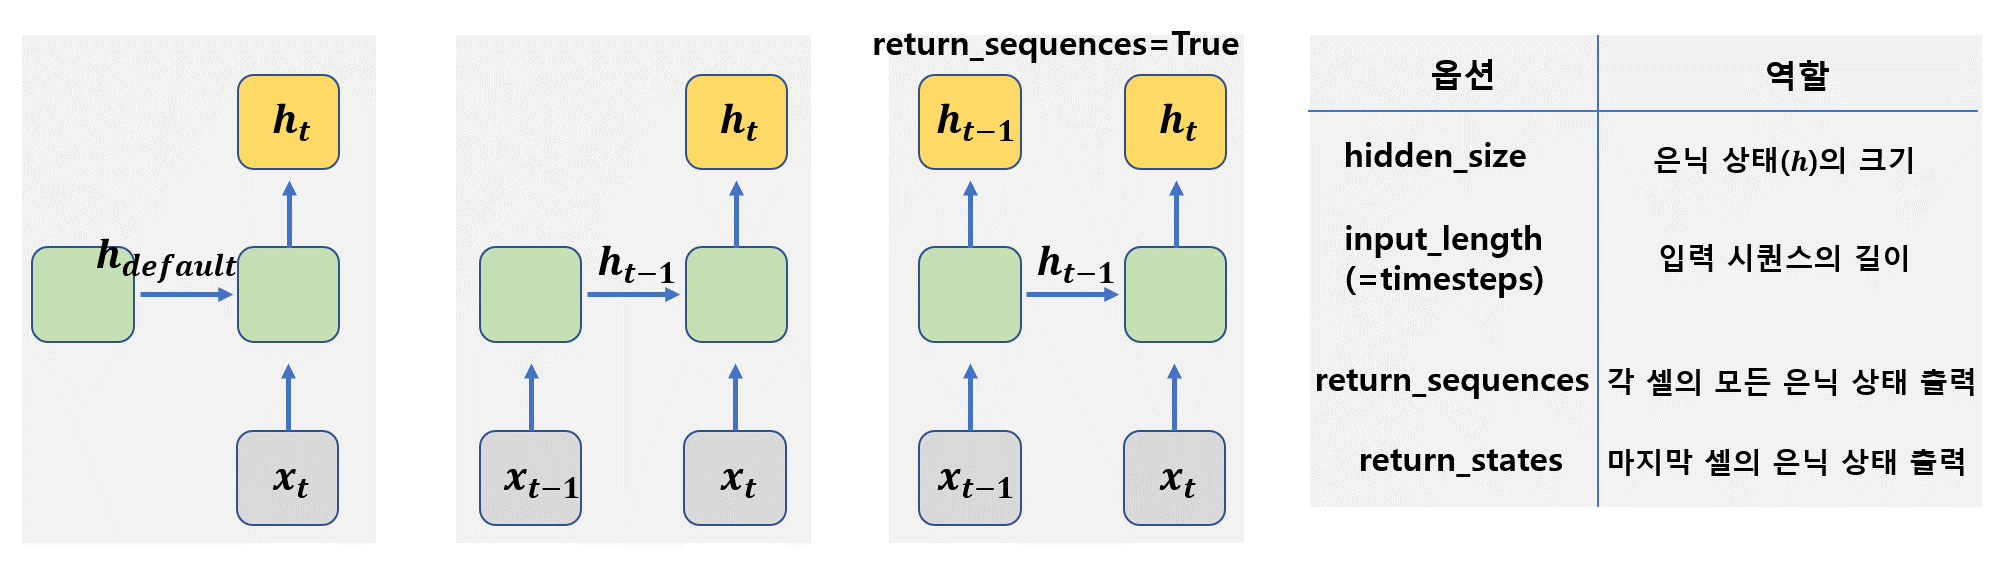 h_t
h_default
x_t
h_t
h_{t-1}
x_{t-1}
x_t
return_sequences=True
h_{t-1}
h_t
h_{t-1}
x_{t-1}
x_t
옵션 역할
hidden_size 은닉 상태(h)의 크기
input_length
(=timesteps) 입력 시퀀스의 길이
return_sequences 각 셀의 모든 은닉 상태 출력
return_states 마지막 셀의 은닉 상태 출력